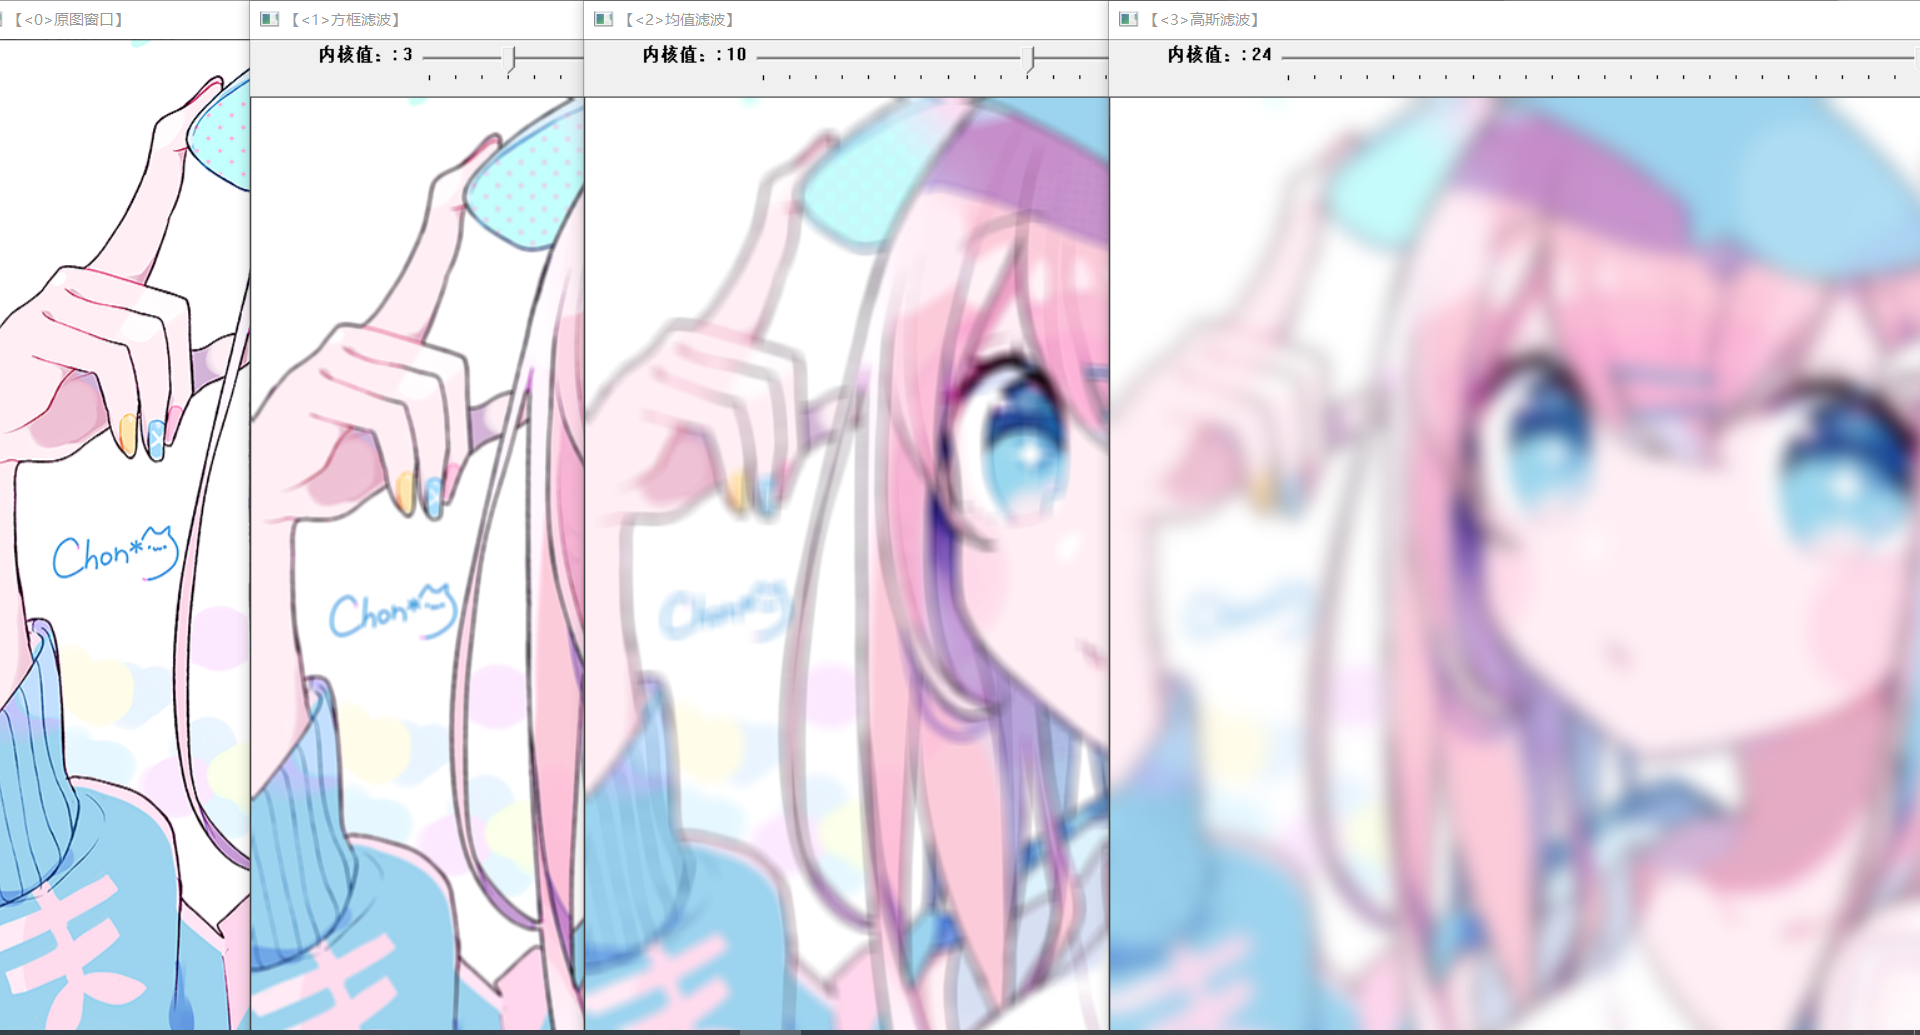 【<0>原图窗口】
【<1>方框滤波】
【<2>均值滤波】
【<3>高斯滤波】
内核值：: 3
内核值：: 10
内核值：: 24
Chon*
Chon*